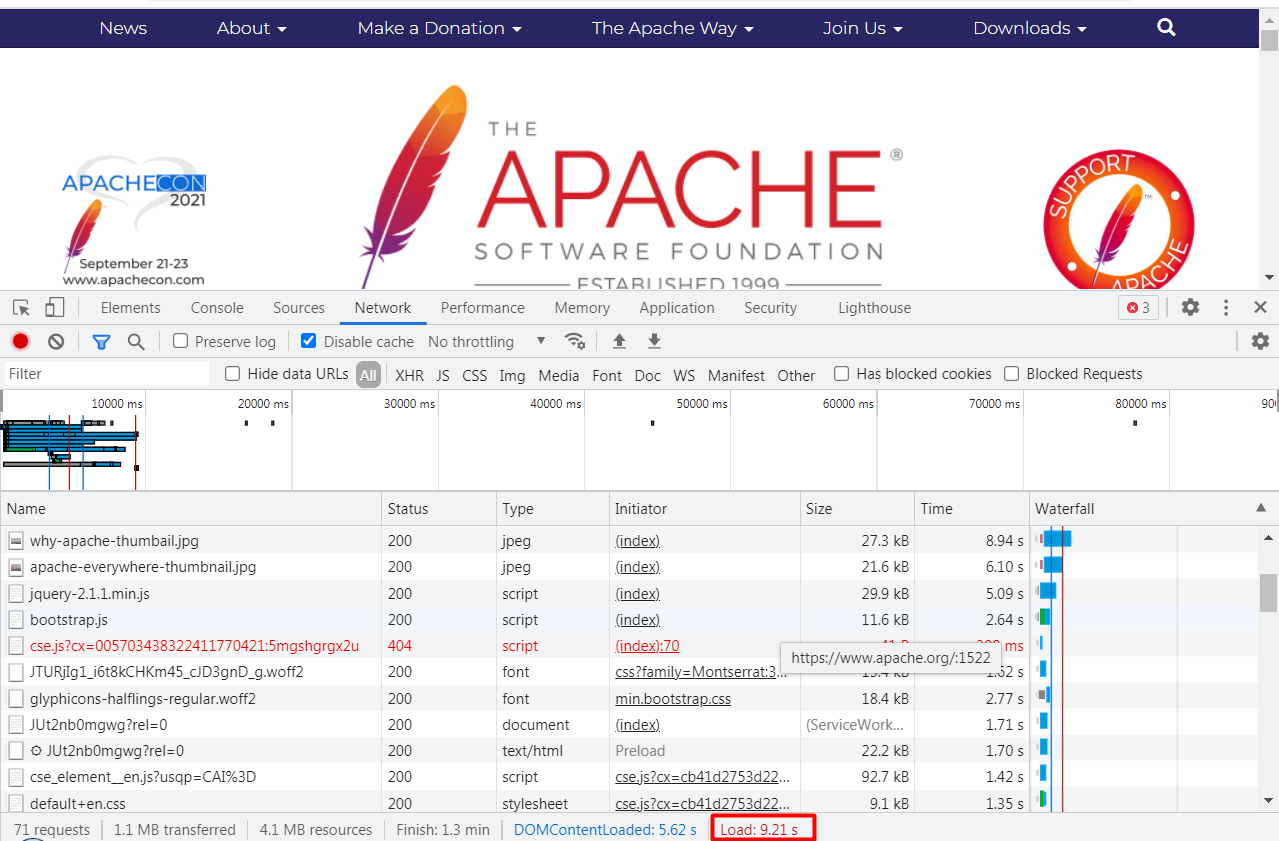 News About Make a Donation The Apache Way Join Us Downloads
THE
APACHE®
SOFTWARE FOUNDATION
ESTABLISHED 1999
APACHECON
2021
September 21-23
www.apachecon.com
SUPPORT
APACHE
TM
Elements Console Sources Network Performance Memory Application Security Lighthouse 3
Preserve log Disable cache No throttling
Filter Hide data URLs All XHR JS CSS Img Media Font Doc WS Manifest Other Has blocked cookies Blocked Requests
10000 ms 20000 ms 30000 ms 40000 ms 50000 ms 60000 ms 70000 ms 80000 ms
Name Status Type Initiator Size Time Waterfall
why-apache-thumbail.jpg 200 jpeg (index) 27.3 kB 8.94 s
apache-everywhere-thumbnail.jpg 200 jpeg (index) 21.6 kB 6.10 s
jquery-2.1.1.min.js 200 script (index) 29.9 kB 5.09 s
bootstrap.js 200 script (index) 11.6 kB 2.64 s
cse.js?cx=005703438322411770421:5mgshgrgx2u 404 script (index):70 ms
https://www.apache.org/:1522
JTURjIg1_i6t8kCHKm45_cJD3gnD_g.woff2 200 font css?family=Montserrat:3... 1.62 s
glyphicons-halflings-regular.woff2 200 font min.bootstrap.css 18.4 kB 2.77 s
JUt2nb0mgwg?rel=0 200 document (index) (ServiceWork... 1.71 s
JUt2nb0mgwg?rel=0 200 text/html Preload 22.2 kB 1.70 s
cse_element__en.js?usqp=CAI%3D 200 script cse.js?cx=cb41d2753d22... 92.7 kB 1.42 s
default+en.css 200 stylesheet cse.js?cx=cb41d2753d22... 9.1 kB 1.35 s
71 requests 1.1 MB transferred 4.1 MB resources Finish: 1.3 min DOMContentLoaded: 5.62 s Load: 9.21 s